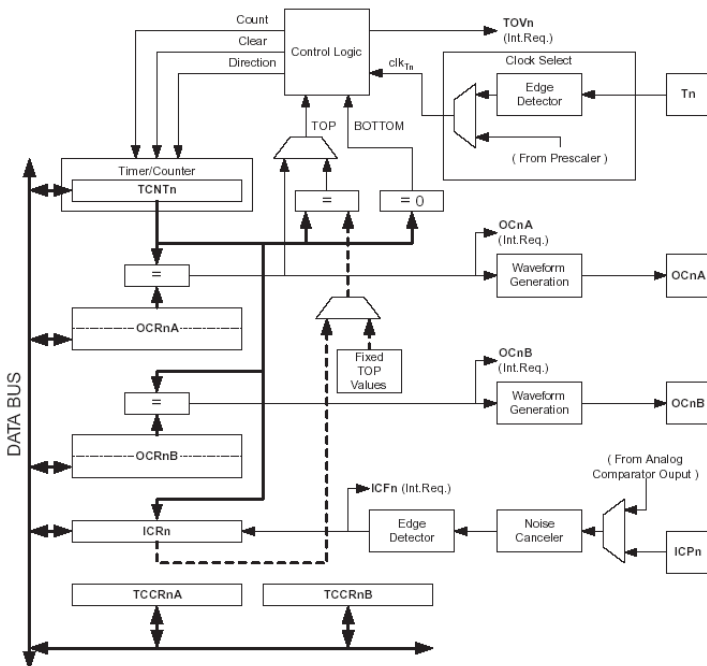 Count
Clear
Direction
Control Logic
TOVn
(Int.Req.)
clkTn
Clock Select
Edge
Detector
Tn
( From Prescaler )
TOP
BOTTOM
Timer/Counter
TCNTn
=
= 0
=
OCnA
(Int.Req.)
Waveform
Generation
OCnA
OCRnA
Fixed
TOP
Values
=
OCnB
(Int.Req.)
Waveform
Generation
OCnB
OCRnB
DATA BUS
( From Analog
Comparator Ouput )
ICFn (Int.Req.)
ICRn
Edge
Detector
Noise
Canceler
ICPn
TCCRnA
TCCRnB